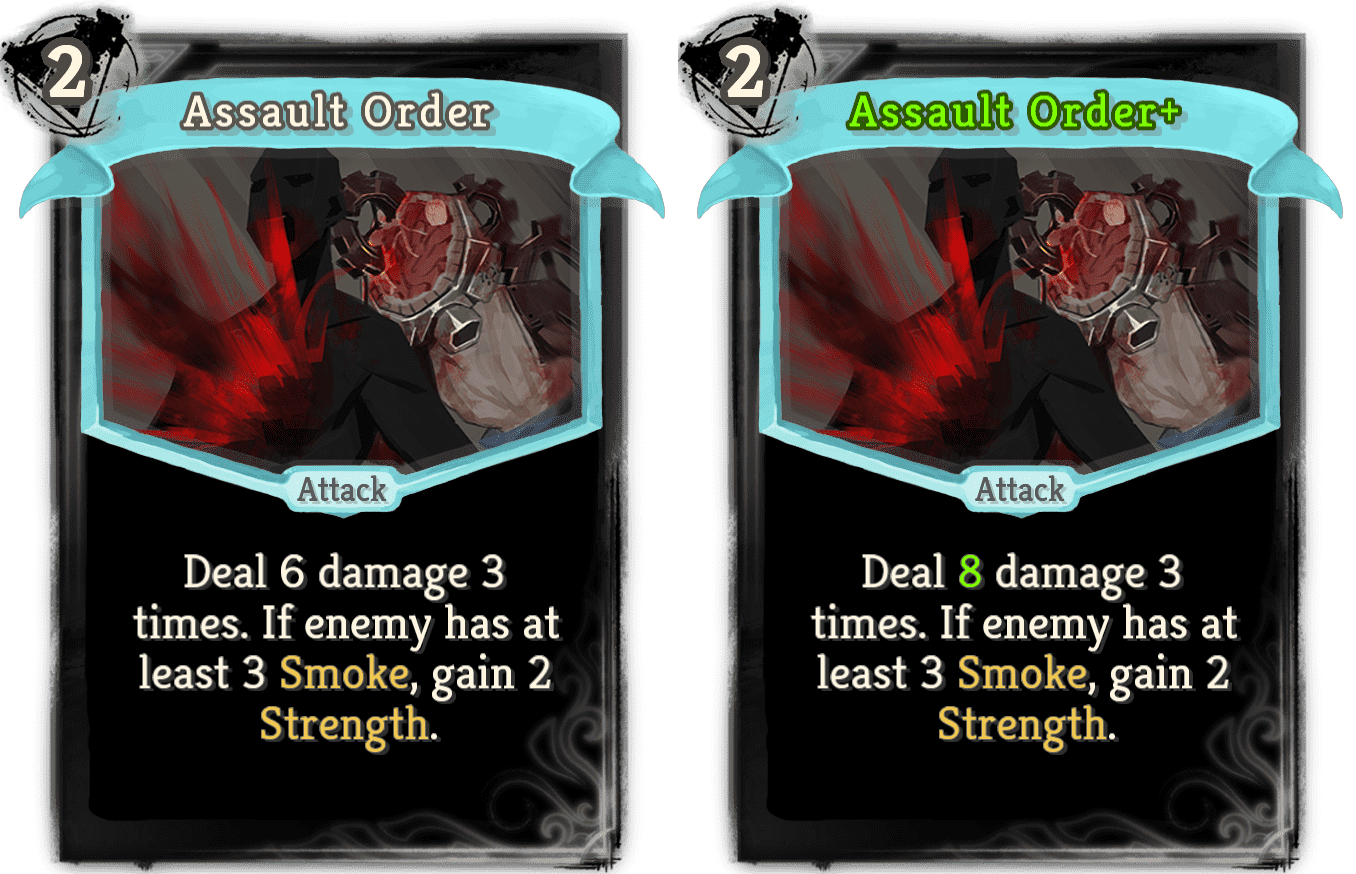 2
Assault Order
Attack
Deal 6 damage 3
times. If enemy has at
least 3 Smoke, gain 2
Strength.
2
Assault Order+
Attack
Deal 8 damage 3
times. If enemy has at
least 3 Smoke, gain 2
Strength.